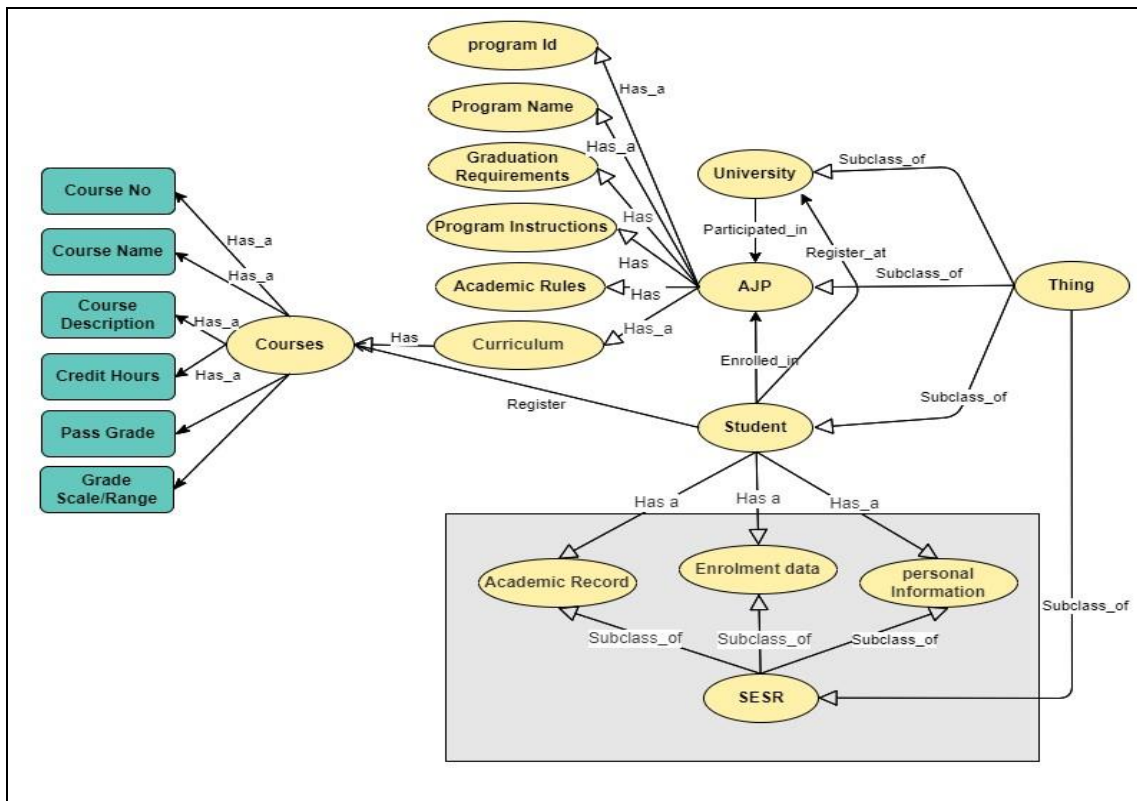 program Id
Has_a
Program Name
Has_a
Graduation
Requirements
Has
Program Instructions
Has
Academic Rules
Has
Curriculum
Has_a
University
Subclass_of
Participated_in
Register_at
AJP
Subclass_of
Thing
Enrolled_in
Subclass_of
Student
Course No
Has_a
Course Name
Has_a
Course
Description
Has_a
Courses
Has
Credit Hours
Has_a
Pass Grade
Grade
Scale/Range
Register
Has a
Has a
Has_a
Academic Record
Enrolment data
personal
Information
Subclass_of
Subclass_of
Subclass_of
Subclass_of
SESR